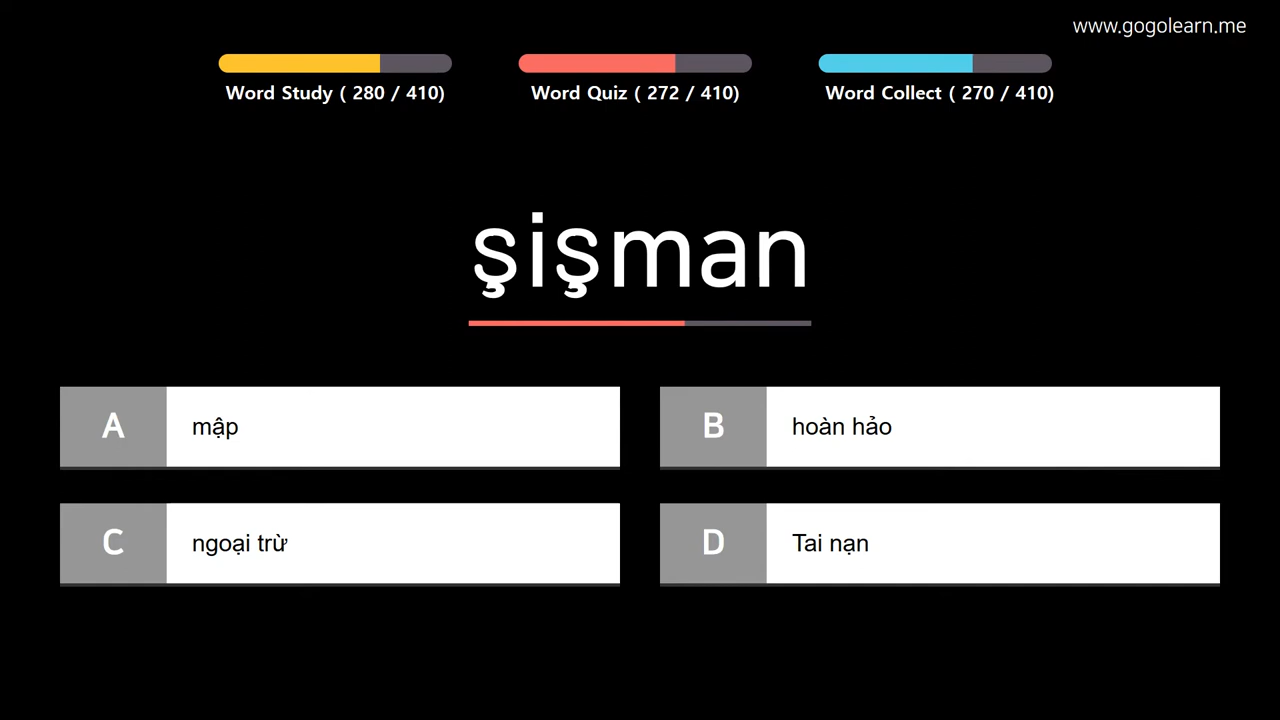 www.gogolearn.me
Word Study ( 280 / 410)
Word Quiz ( 272 / 410)
Word Collect ( 270 / 410)
şişman
A mập
B hoàn hảo
C ngoại trừ
D Tai nạn